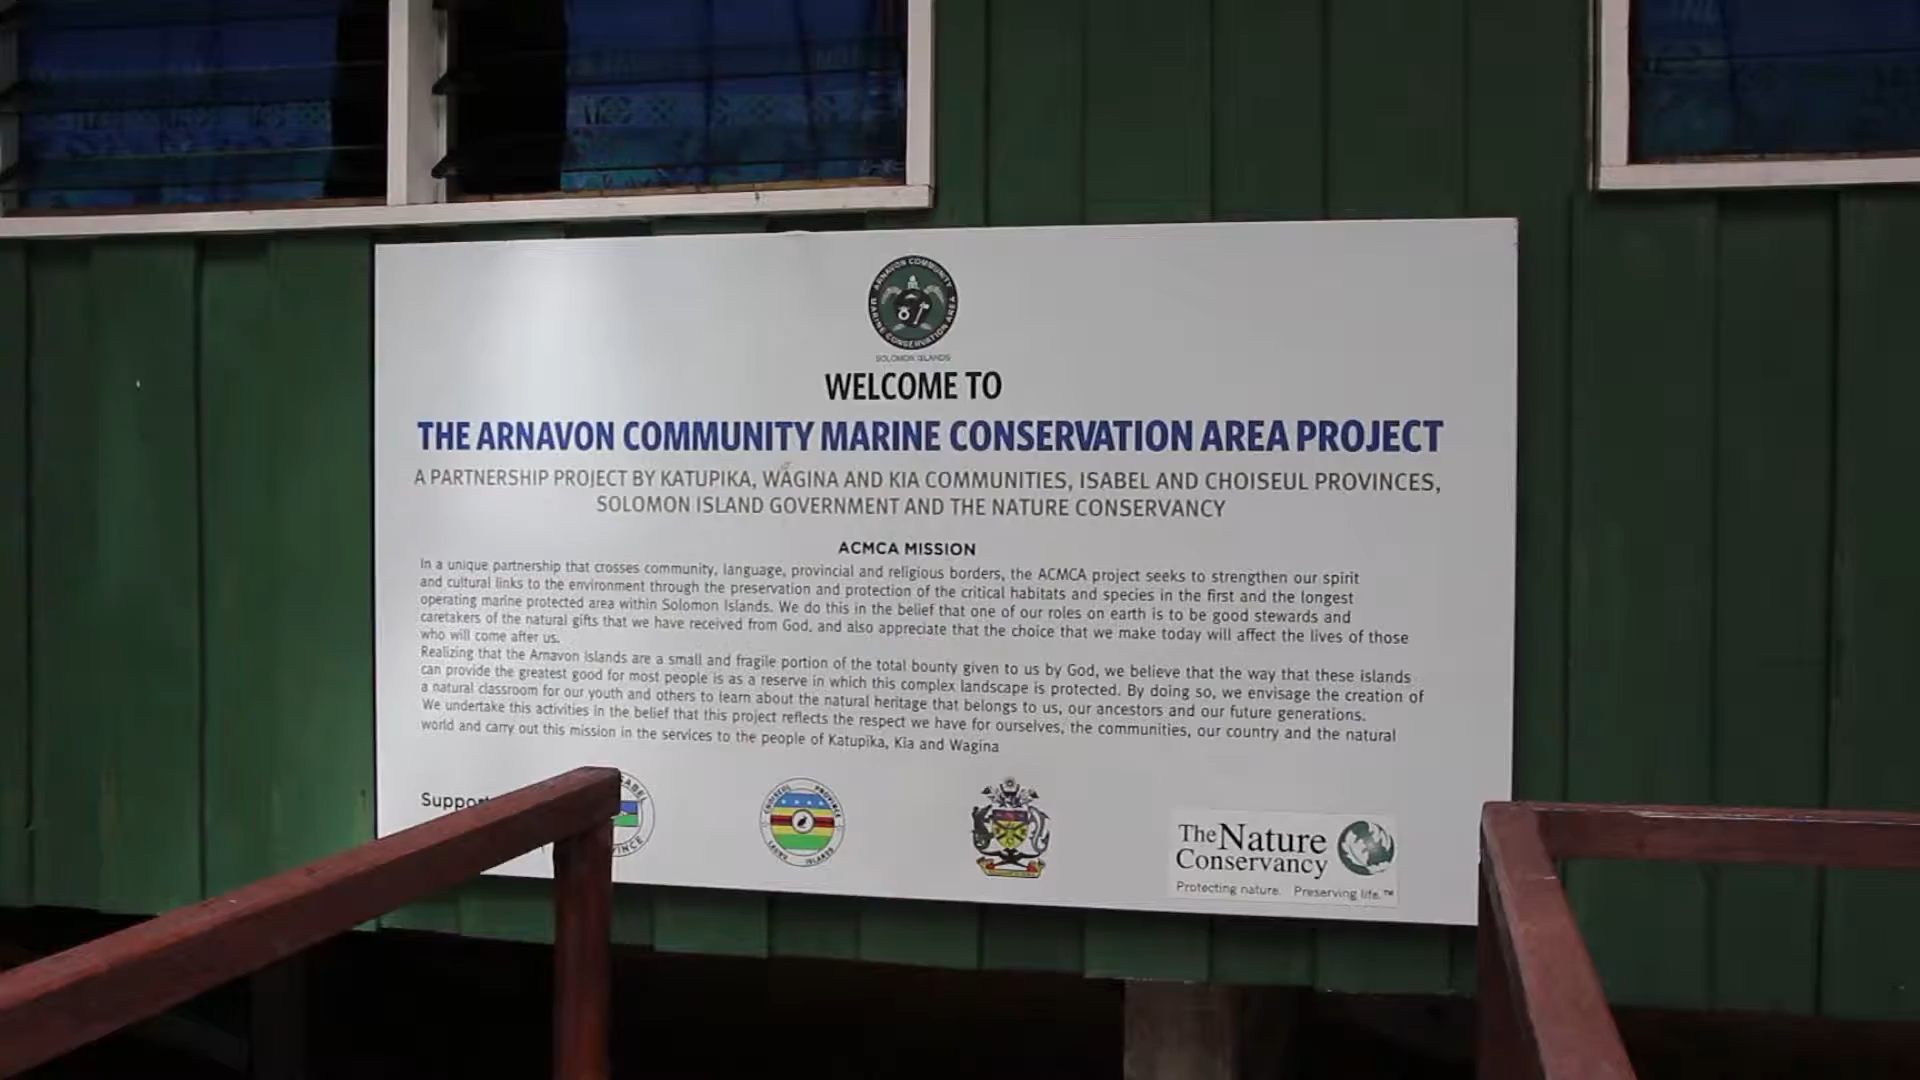 ARNAVON COMMUNITY
MARINE CONSERVATION AREA
SOLOMON ISLANDS
WELCOME TO
THE ARNAVON COMMUNITY MARINE CONSERVATION AREA PROJECT
A PARTNERSHIP PROJECT BY KATUPIKA, WAGINA AND KIA COMMUNITIES, ISABEL AND CHOISEUL PROVINCES,
SOLOMON ISLAND GOVERNMENT AND THE NATURE CONSERVANCY
ACMCA MISSION
In a unique partnership that crosses community, language, provincial and religious borders, the ACMCA project seeks to strengthen our spirit
and cultural links to the environment through the preservation and protection of the critical habitats and species in the first and the longest
operating marine protected area within Solomon Islands. We do this in the belief that one of our roles on earth is to be good stewards and
caretakers of the natural gifts that we have received from God, and also appreciate that the choice that we make today will affect the lives of those
who will come after us.
Realizing that the Arnavon Islands are a small and fragile portion of the total bounty given to us by God, we believe that the way that these islands
can provide the greatest good for most people is as a reserve in which this complex landscape is protected. By doing so, we envisage the creation of
a natural classroom for our youth and others to learn about the natural heritage that belongs to us, our ancestors and our future generations.
We undertake this activities in the belief that this project reflects the respect we have for ourselves, the communities, our country and the natural
world and carry out this mission in the services to the people of Katupika, Kia and Wagina
Suppor
CHOISEUL PROVINCE
The Nature
Conservancy
Protecting nature. Preserving life.™